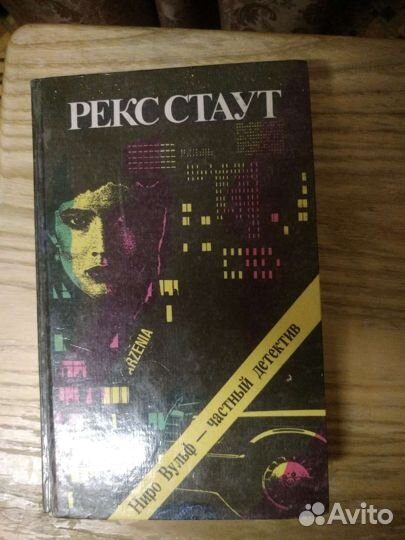 РЕКС СТАУТ
ARZENIA
Ниро Вульф — частный детектив
Avito